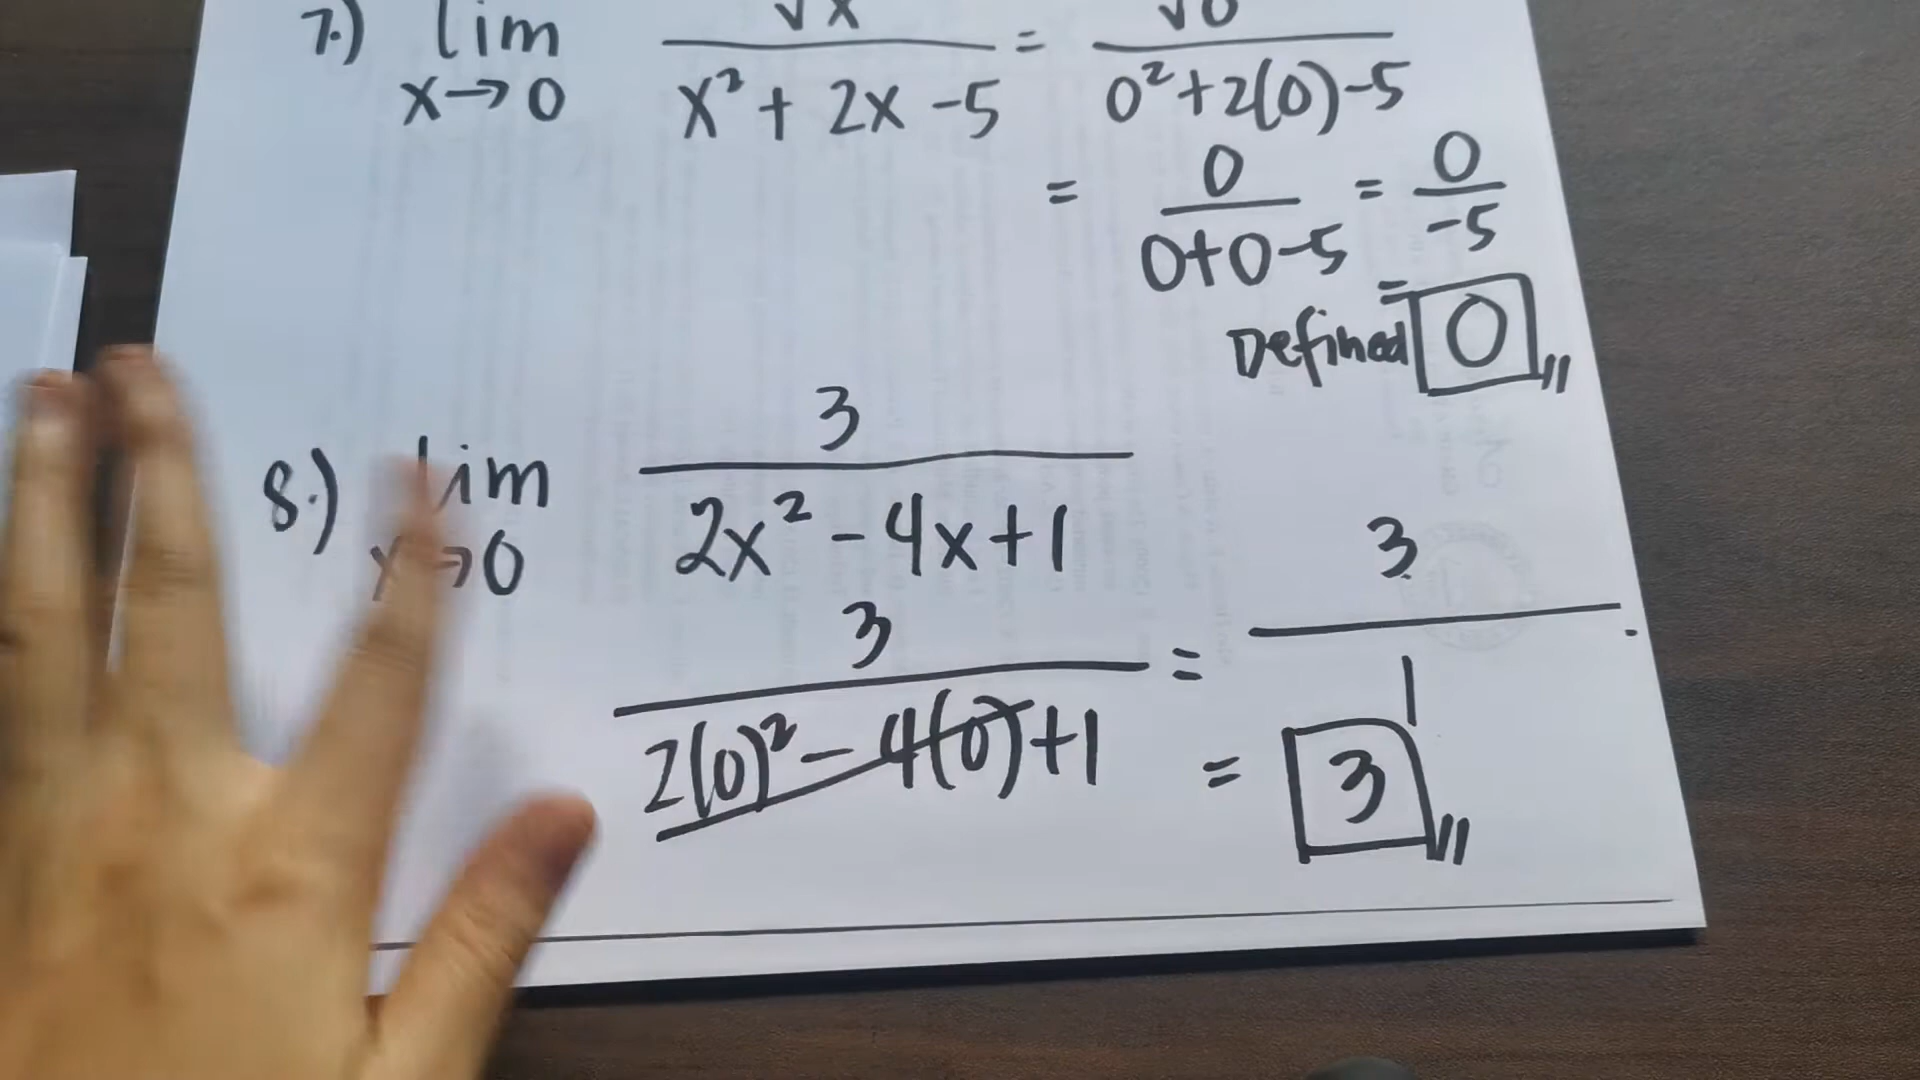 7.) lim √x / x² + 2x - 5 = √0 / 0² + 2(0) - 5
x→0
= 0 / 0+0-5 = 0 / -5
= 0
Defined
8.) lim 3 / 2x² - 4x + 1
x→0
3 / 2(0)² - 4(0) + 1 = 3 / 1
= 3